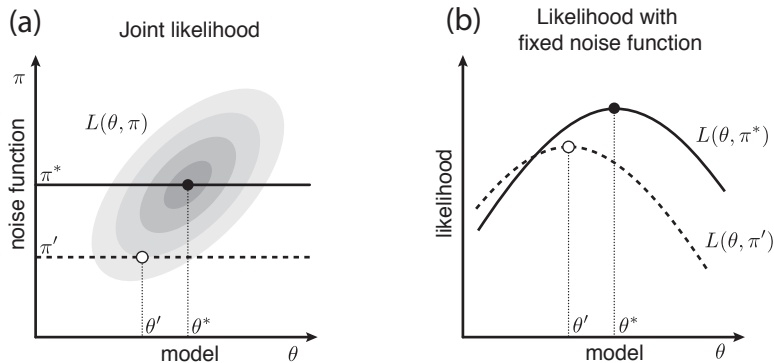 (a)
Joint likelihood
π
L(θ, π)
π*
π′
noise function
θ′
θ*
model
θ
(b)
Likelihood with
fixed noise function
likelihood
L(θ, π*)
L(θ, π′)
θ′
θ*
model
θ